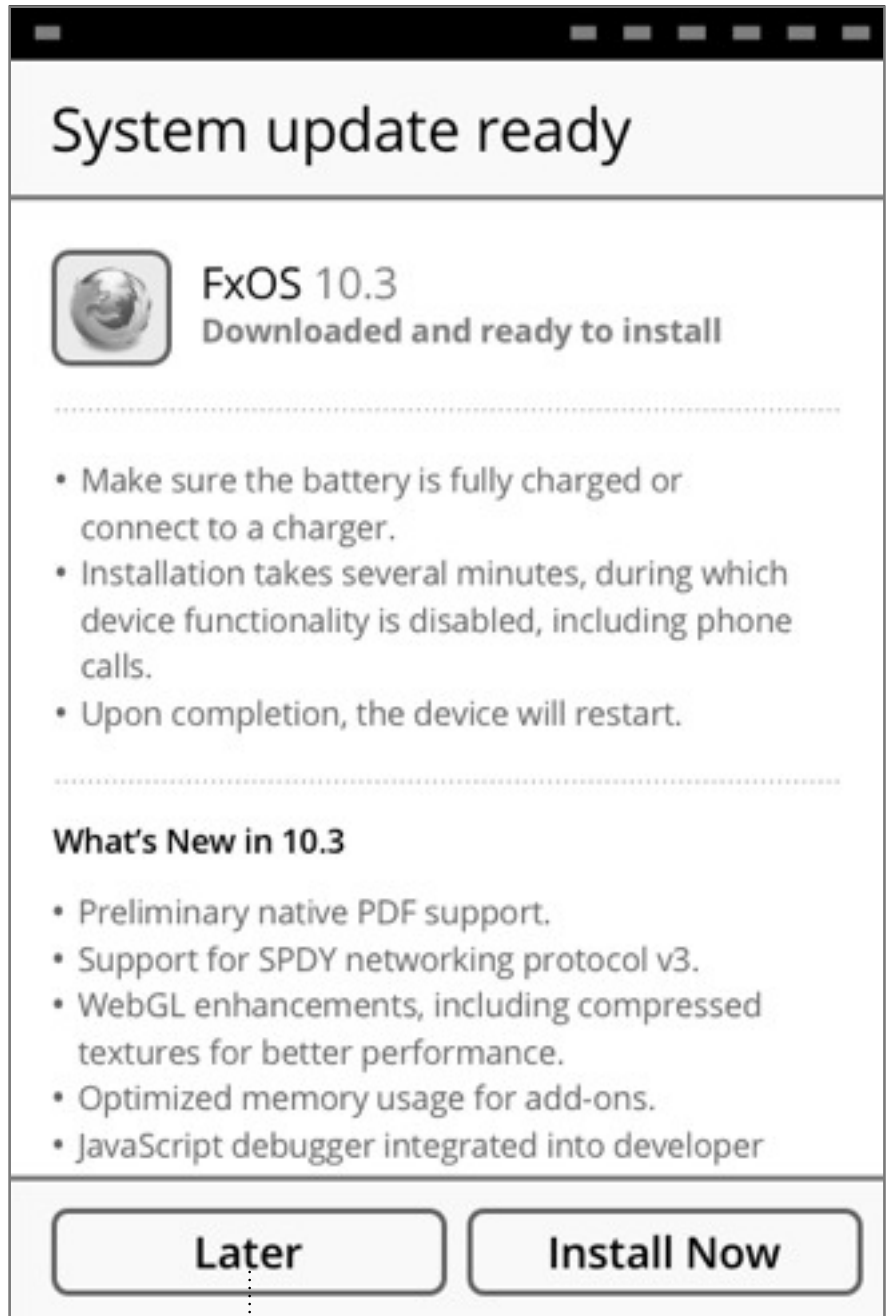 System update ready
FxOS 10.3
Downloaded and ready to install
• Make sure the battery is fully charged or
connect to a charger.
• Installation takes several minutes, during which
device functionality is disabled, including phone
calls.
• Upon completion, the device will restart.
What’s New in 10.3
• Preliminary native PDF support.
• Support for SPDY networking protocol v3.
• WebGL enhancements, including compressed
textures for better performance.
• Optimized memory usage for add-ons.
• JavaScript debugger integrated into developer
Later Install Now